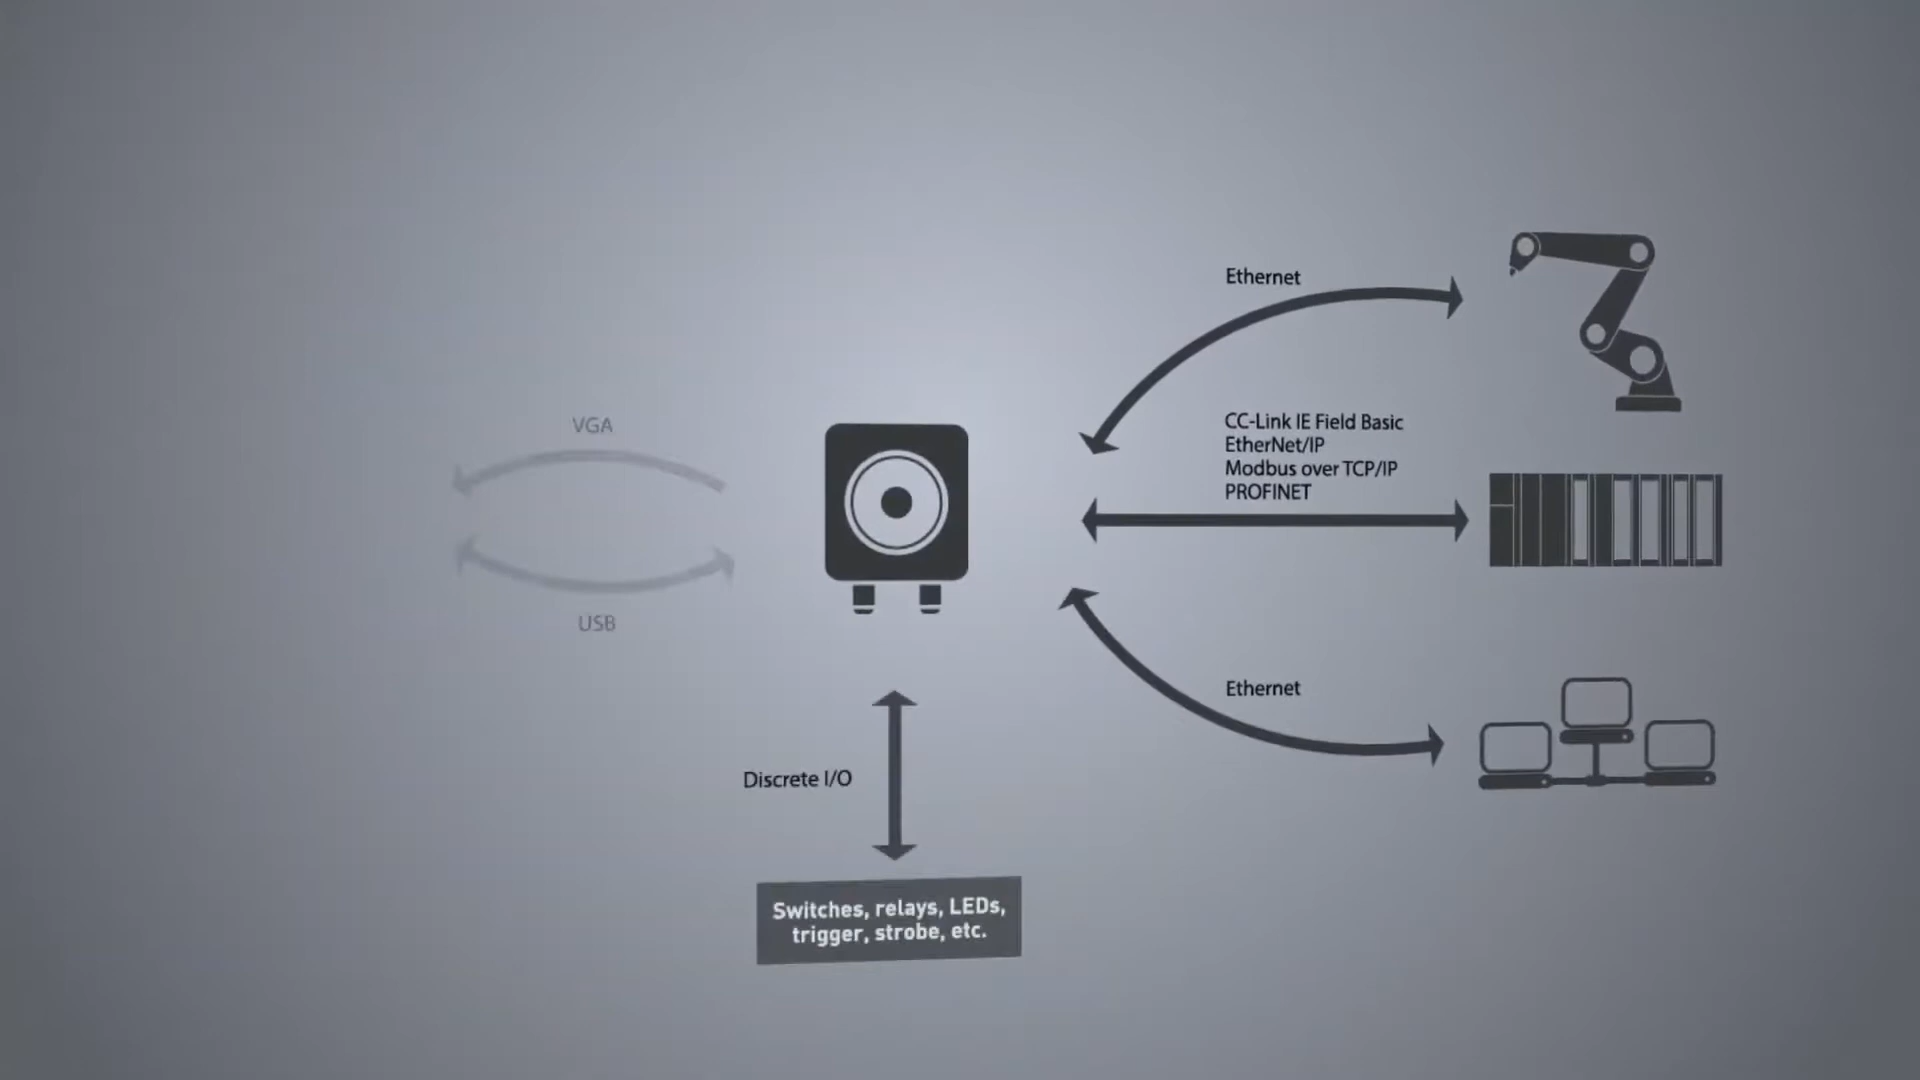 Ethernet
VGA
CC-Link IE Field Basic
EtherNet/IP
Modbus over TCP/IP
PROFINET
USB
Ethernet
Discrete I/O
Switches, relays, LEDs,
trigger, strobe, etc.